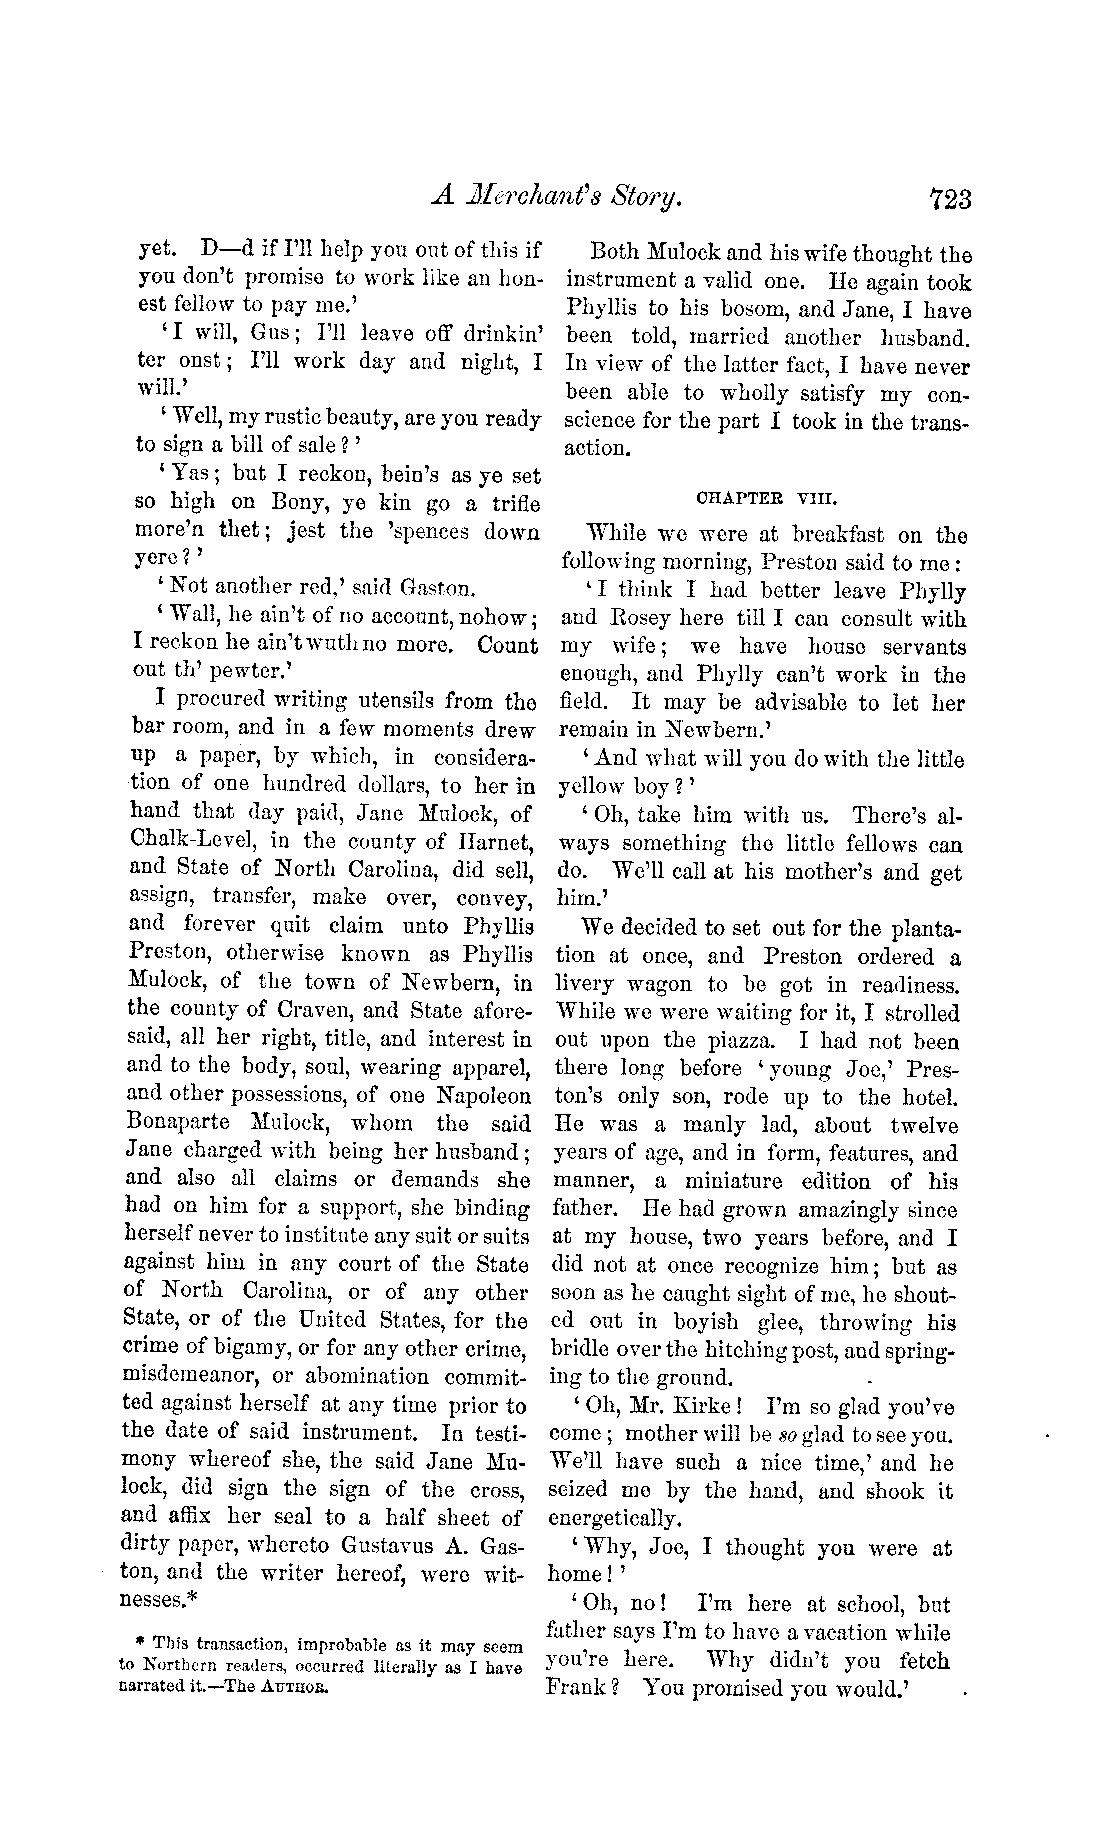 A Merchant's Story. 723
yet. D—d if I'll help you out of this if
you don't promise to work like an hon-
est fellow to pay me.'
'I will, Gus; I'll leave off drinkin'
ter onst; I'll work day and night, I
will.'
'Well, my rustic beauty, are you ready
to sign a bill of sale?'
'Yas; but I reckon, bein's as ye set
so high on Bony, ye kin go a trifle
more'n thet; jest the 'spences down
yere?'
'Not another red,' said Gaston.
'Wall, he ain't of no account, nohow;
I reckon he ain't wuth no more. Count
out th' pewter.'
I procured writing utensils from the
bar room, and in a few moments drew
up a paper, by which, in considera-
tion of one hundred dollars, to her in
hand that day paid, Jane Mulock, of
Chalk-Level, in the county of Harnet,
and State of North Carolina, did sell,
assign, transfer, make over, convey,
and forever quit claim unto Phyllis
Preston, otherwise known as Phyllis
Mulock, of the town of Newbern, in
the county of Craven, and State afore-
said, all her right, title, and interest in
and to the body, soul, wearing apparel,
and other possessions, of one Napoleon
Bonaparte Mulock, whom the said
Jane charged with being her husband;
and also all claims or demands she
had on him for a support, she binding
herself never to institute any suit or suits
against him in any court of the State
of North Carolina, or of any other
State, or of the United States, for the
crime of bigamy, or for any other crime,
misdemeanor, or abomination commit-
ted against herself at any time prior to
the date of said instrument. In testi-
mony whereof she, the said Jane Mu-
lock, did sign the sign of the cross,
and affix her seal to a half sheet of
dirty paper, whereto Gustavus A. Gas-
ton, and the writer hereof, were wit-
nesses.*
* This transaction, improbable as it may seem
to Northern readers, occurred literally as I have
narrated it.—The AUTHOR.
Both Mulock and his wife thought the
instrument a valid one. He again took
Phyllis to his bosom, and Jane, I have
been told, married another husband.
In view of the latter fact, I have never
been able to wholly satisfy my con-
science for the part I took in the trans-
action.
CHAPTER VIII.
While we were at breakfast on the
following morning, Preston said to me:
'I think I had better leave Phylly
and Rosey here till I can consult with
my wife; we have house servants
enough, and Phylly can't work in the
field. It may be advisable to let her
remain in Newbern.'
'And what will you do with the little
yellow boy?'
'Oh, take him with us. There's al-
ways something the little fellows can
do. We'll call at his mother's and get
him.'
We decided to set out for the planta-
tion at once, and Preston ordered a
livery wagon to be got in readiness.
While we were waiting for it, I strolled
out upon the piazza. I had not been
there long before 'young Joe,' Pres-
ton's only son, rode up to the hotel.
He was a manly lad, about twelve
years of age, and in form, features, and
manner, a miniature edition of his
father. He had grown amazingly since
at my house, two years before, and I
did not at once recognize him; but as
soon as he caught sight of me, he shout-
ed out in boyish glee, throwing his
bridle over the hitching post, and spring-
ing to the ground.
'Oh, Mr. Kirke! I'm so glad you've
come; mother will be so glad to see you.
We'll have such a nice time,' and he
seized me by the hand, and shook it
energetically.
'Why, Joe, I thought you were at
home!'
'Oh, no! I'm here at school, but
father says I'm to have a vacation while
you're here. Why didn't you fetch
Frank? You promised you would.'